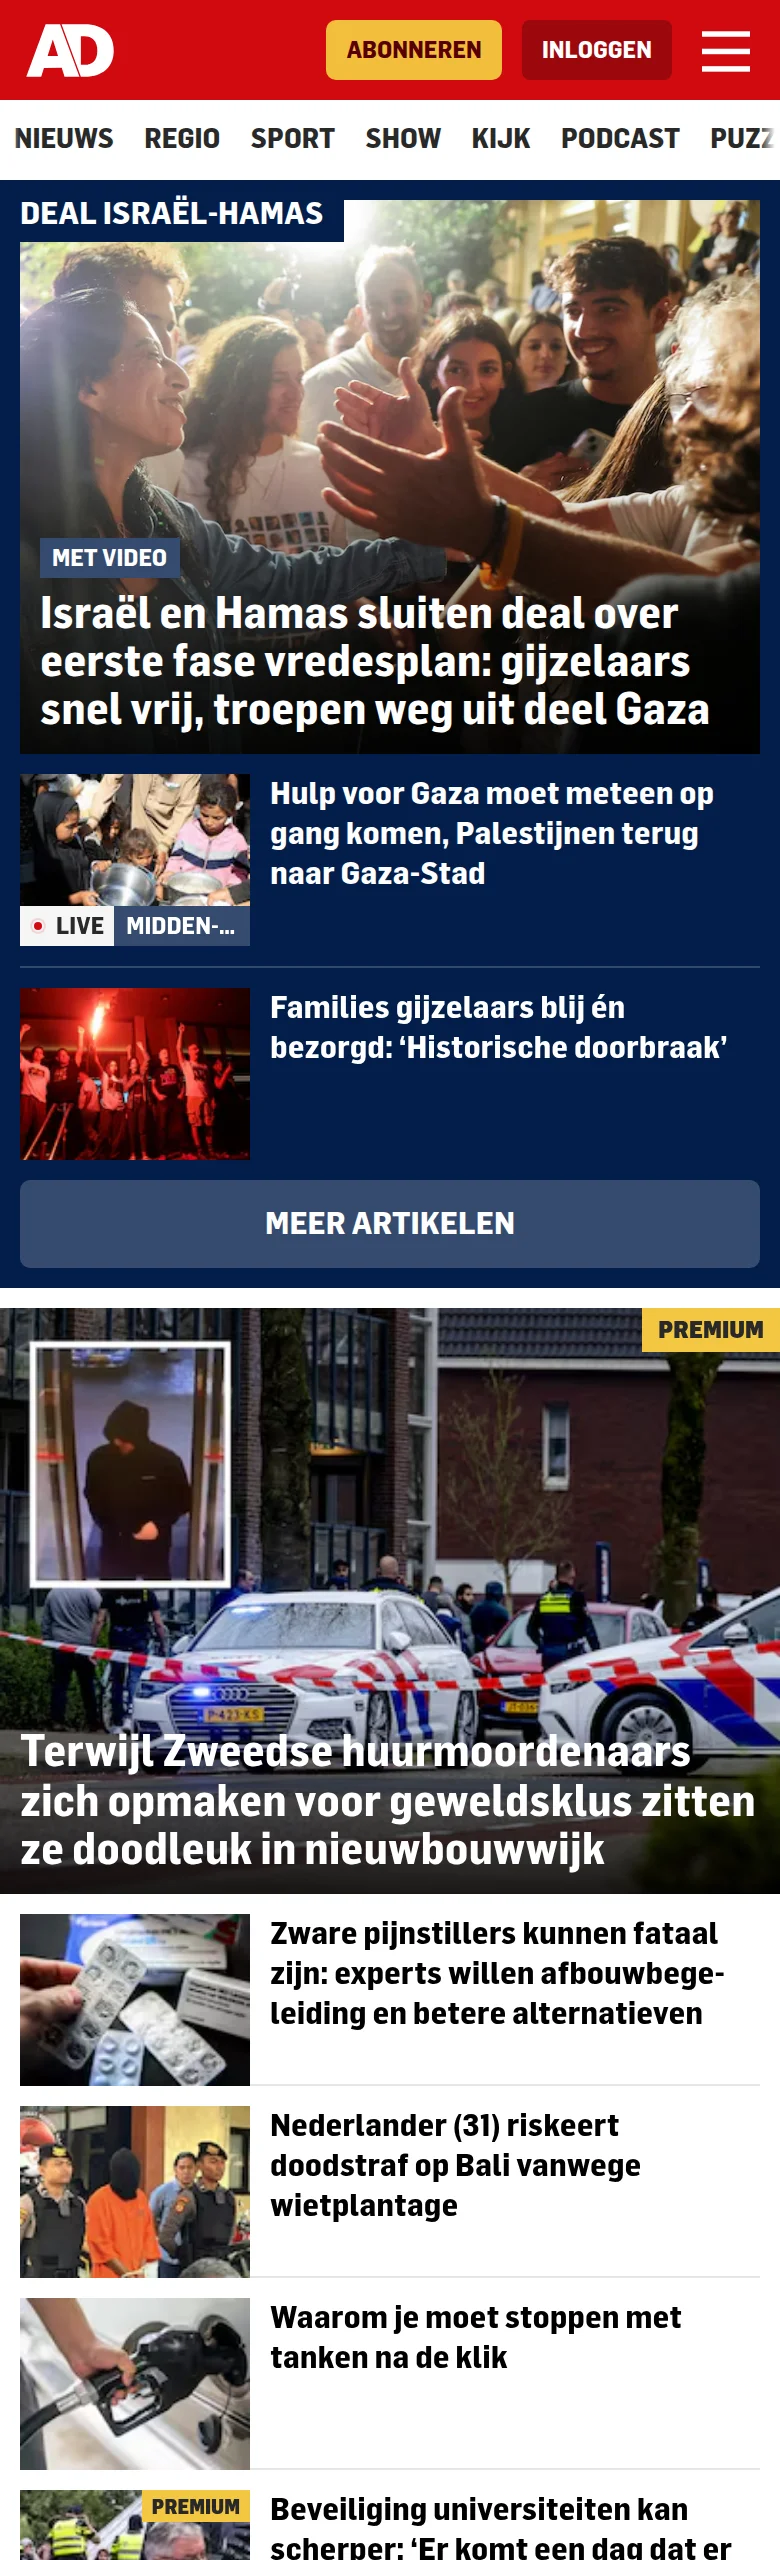 AD
ABONNEREN
INLOGGEN
NIEUWS REGIO SPORT SHOW KIJK PODCAST PUZZ
DEAL ISRAËL-HAMAS
MET VIDEO
Israël en Hamas sluiten deal over
eerste fase vredesplan: gijzelaars
snel vrij, troepen weg uit deel Gaza
Hulp voor Gaza moet meteen op
gang komen, Palestijnen terug
naar Gaza-Stad
LIVE MIDDEN-...
Families gijzelaars blij én
bezorgd: ‘Historische doorbraak’
MEER ARTIKELEN
PREMIUM
P-423-KS
Terwijl Zweedse huurmoordenaars
zich opmaken voor geweldsklus zitten
ze doodleuk in nieuwbouwwijk
Zware pijnstillers kunnen fataal
zijn: experts willen afbouwbege-
leiding en betere alternatieven
Nederlander (31) riskeert
doodstraf op Bali vanwege
wietplantage
Waarom je moet stoppen met
tanken na de klik
PREMIUM
Beveiliging universiteiten kan
scherper: ‘Er komt een dag dat er